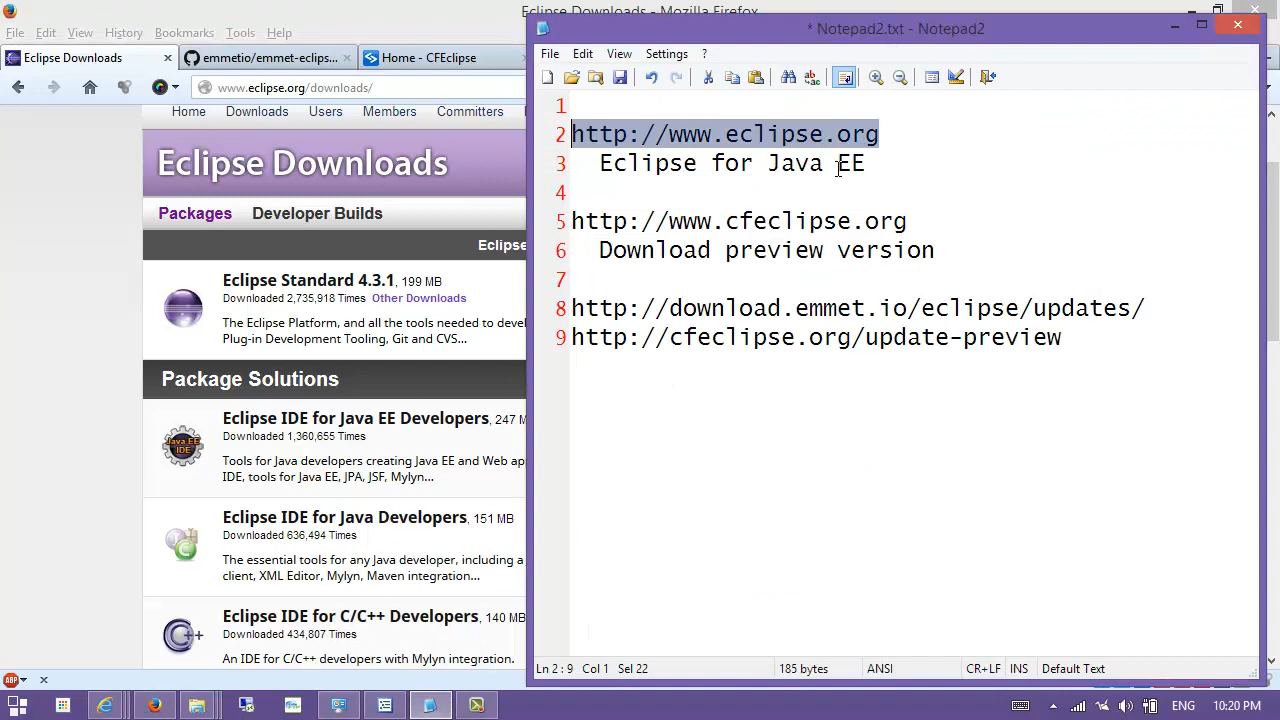 Eclipse Downloads - Mozilla Firefox
File Edit View History Bookmarks Tools Help
Eclipse Downloads
emmetio/emmet-eclips...
Home - CFEclipse
www.eclipse.org/downloads/
Home Downloads Users Members Committers
Eclipse Downloads
Packages Developer Builds
Eclipse
Eclipse Standard 4.3.1, 199 MB
Downloaded 2,735,918 Times Other Downloads
The Eclipse Platform, and all the tools needed to deve
Plug-in Development Tooling, Git and CVS...
Package Solutions
Eclipse IDE for Java EE Developers, 247 M
Downloaded 1,360,655 Times
Tools for Java developers creating Java EE and Web ap
IDE, tools for Java EE, JPA, JSF, Mylyn...
Java EE
IDE
Eclipse IDE for Java Developers, 151 MB
Downloaded 636,494 Times
The essential tools for any Java developer, including a
client, XML Editor, Mylyn, Maven integration...
Eclipse IDE for C/C++ Developers, 140 MB
Downloaded 434,807 Times
An IDE for C/C++ developers with Mylyn integration.
* Notepad2.txt - Notepad2
File Edit View Settings ?
1
2 http://www.eclipse.org
3 Eclipse for Java EE
4
5 http://www.cfeclipse.org
6 Download preview version
7
8 http://download.emmet.io/eclipse/updates/
9 http://cfeclipse.org/update-preview
Ln 2 : 9 Col 1 Sel 22 185 bytes ANSI CR+LF INS Default Text
ABP
ENG 10:20 PM